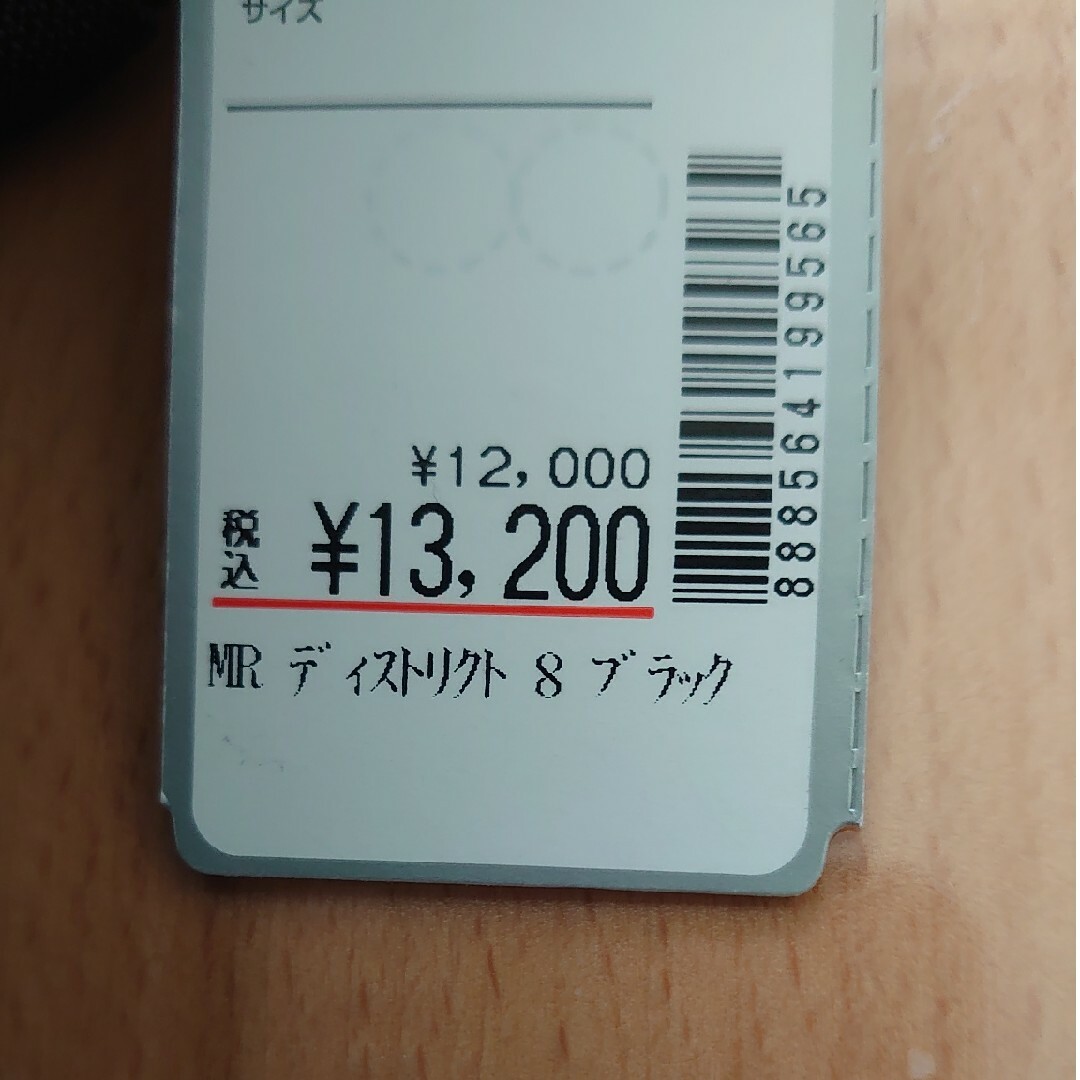 サイズ
¥12,000
税込 ¥13,200
MR ディストリクト 8 ブラック
888564199565